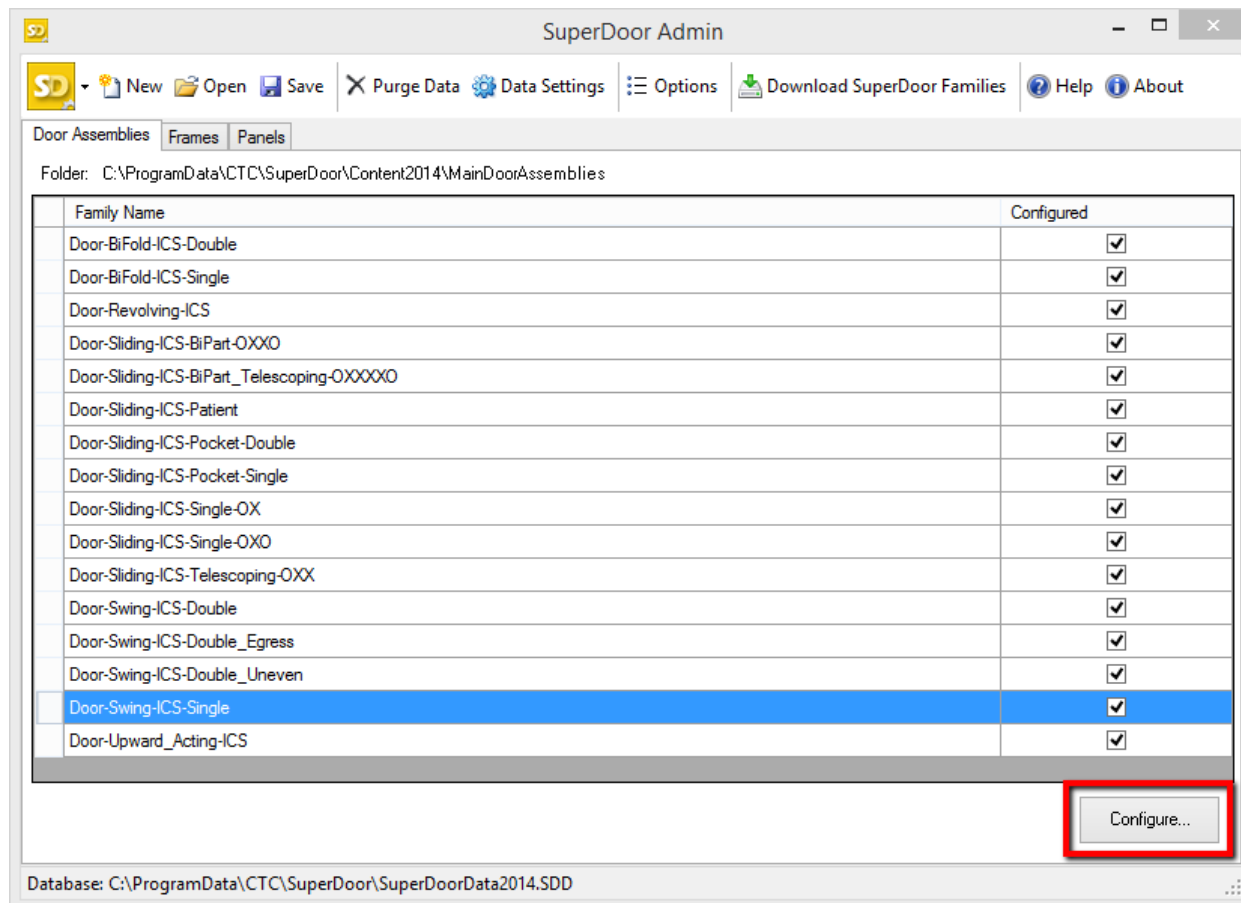 SD SuperDoor Admin
SD New Open Save Purge Data Data Settings Options Download SuperDoor Families Help About
Door Assemblies Frames Panels
Folder: C:\ProgramData\CTC\SuperDoor\Content2014\MainDoorAssemblies
Family Name Configured
Door-BiFold-ICS-Double
Door-BiFold-ICS-Single
Door-Revolving-ICS
Door-Sliding-ICS-BiPart-OXXO
Door-Sliding-ICS-BiPart_Telescoping-OXXXXO
Door-Sliding-ICS-Patient
Door-Sliding-ICS-Pocket-Double
Door-Sliding-ICS-Pocket-Single
Door-Sliding-ICS-Single-OX
Door-Sliding-ICS-Single-OXO
Door-Sliding-ICS-Telescoping-OXX
Door-Swing-ICS-Double
Door-Swing-ICS-Double_Egress
Door-Swing-ICS-Double_Uneven
Door-Swing-ICS-Single
Door-Upward_Acting-ICS
Configure...
Database: C:\ProgramData\CTC\SuperDoor\SuperDoorData2014.SDD